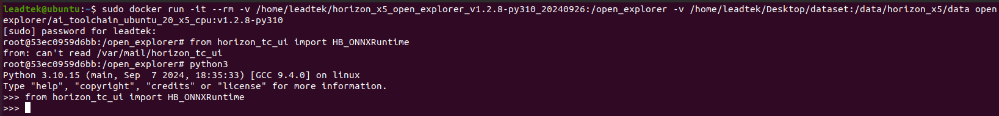 leadtek@ubuntu:~$ sudo docker run -it --rm -v /home/leadtek/horizon_x5_open_explorer_v1.2.8-py310_20240926:/open_explorer -v /home/leadtek/Desktop/dataset:/data/horizon_x5/data open
explorer/ai_toolchain_ubuntu_20_x5_cpu:v1.2.8-py310
[sudo] password for leadtek:
root@53ec0959d6bb:/open_explorer# from horizon_tc_ui import HB_ONNXRuntime
from: can't read /var/mail/horizon_tc_ui
root@53ec0959d6bb:/open_explorer# python3
Python 3.10.15 (main, Sep  7 2024, 18:35:33) [GCC 9.4.0] on linux
Type "help", "copyright", "credits" or "license" for more information.
>>> from horizon_tc_ui import HB_ONNXRuntime
>>>